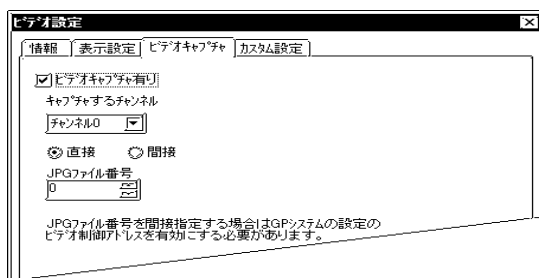 ビデオ設定
情報 表示設定 ビデオキャプチャ カスタム設定
ビデオキャプチャ有り
キャプチャするチャンネル
チャンネル0
直接 間接
JPGファイル番号
0
JPGファイル番号を間接指定する場合はGPシステムの設定の
ビデオ制御アドレスを有効にする必要があります。